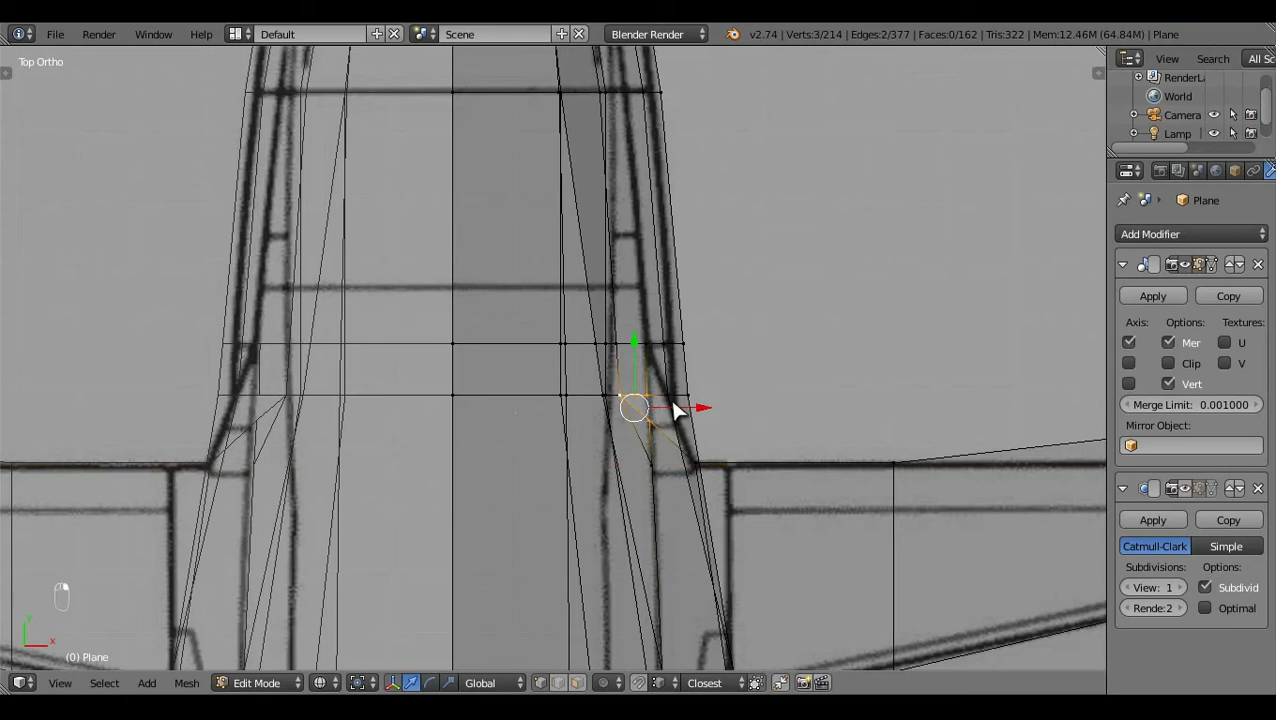 File Render Window Help Default Scene Blender Render v2.74 | Verts:3/214 | Edges:2/377 | Faces:0/162 | Tris:322 | Mem:12.46M (64.84M) | Plane
Top Ortho
View Search All Sc
RenderLa
World
Camera
Lamp
Plane
Add Modifier
Apply Copy
Axis: Options: Textures:
Mer U
Clip V
Vert
Merge Limit: 0.001000
Mirror Object:
Apply Copy
Catmull-Clark Simple
Subdivisions: Options:
View: 1 Subdivid
Rende:2 Optimal
y
x
(0) Plane
View Select Add Mesh Edit Mode Global Closest